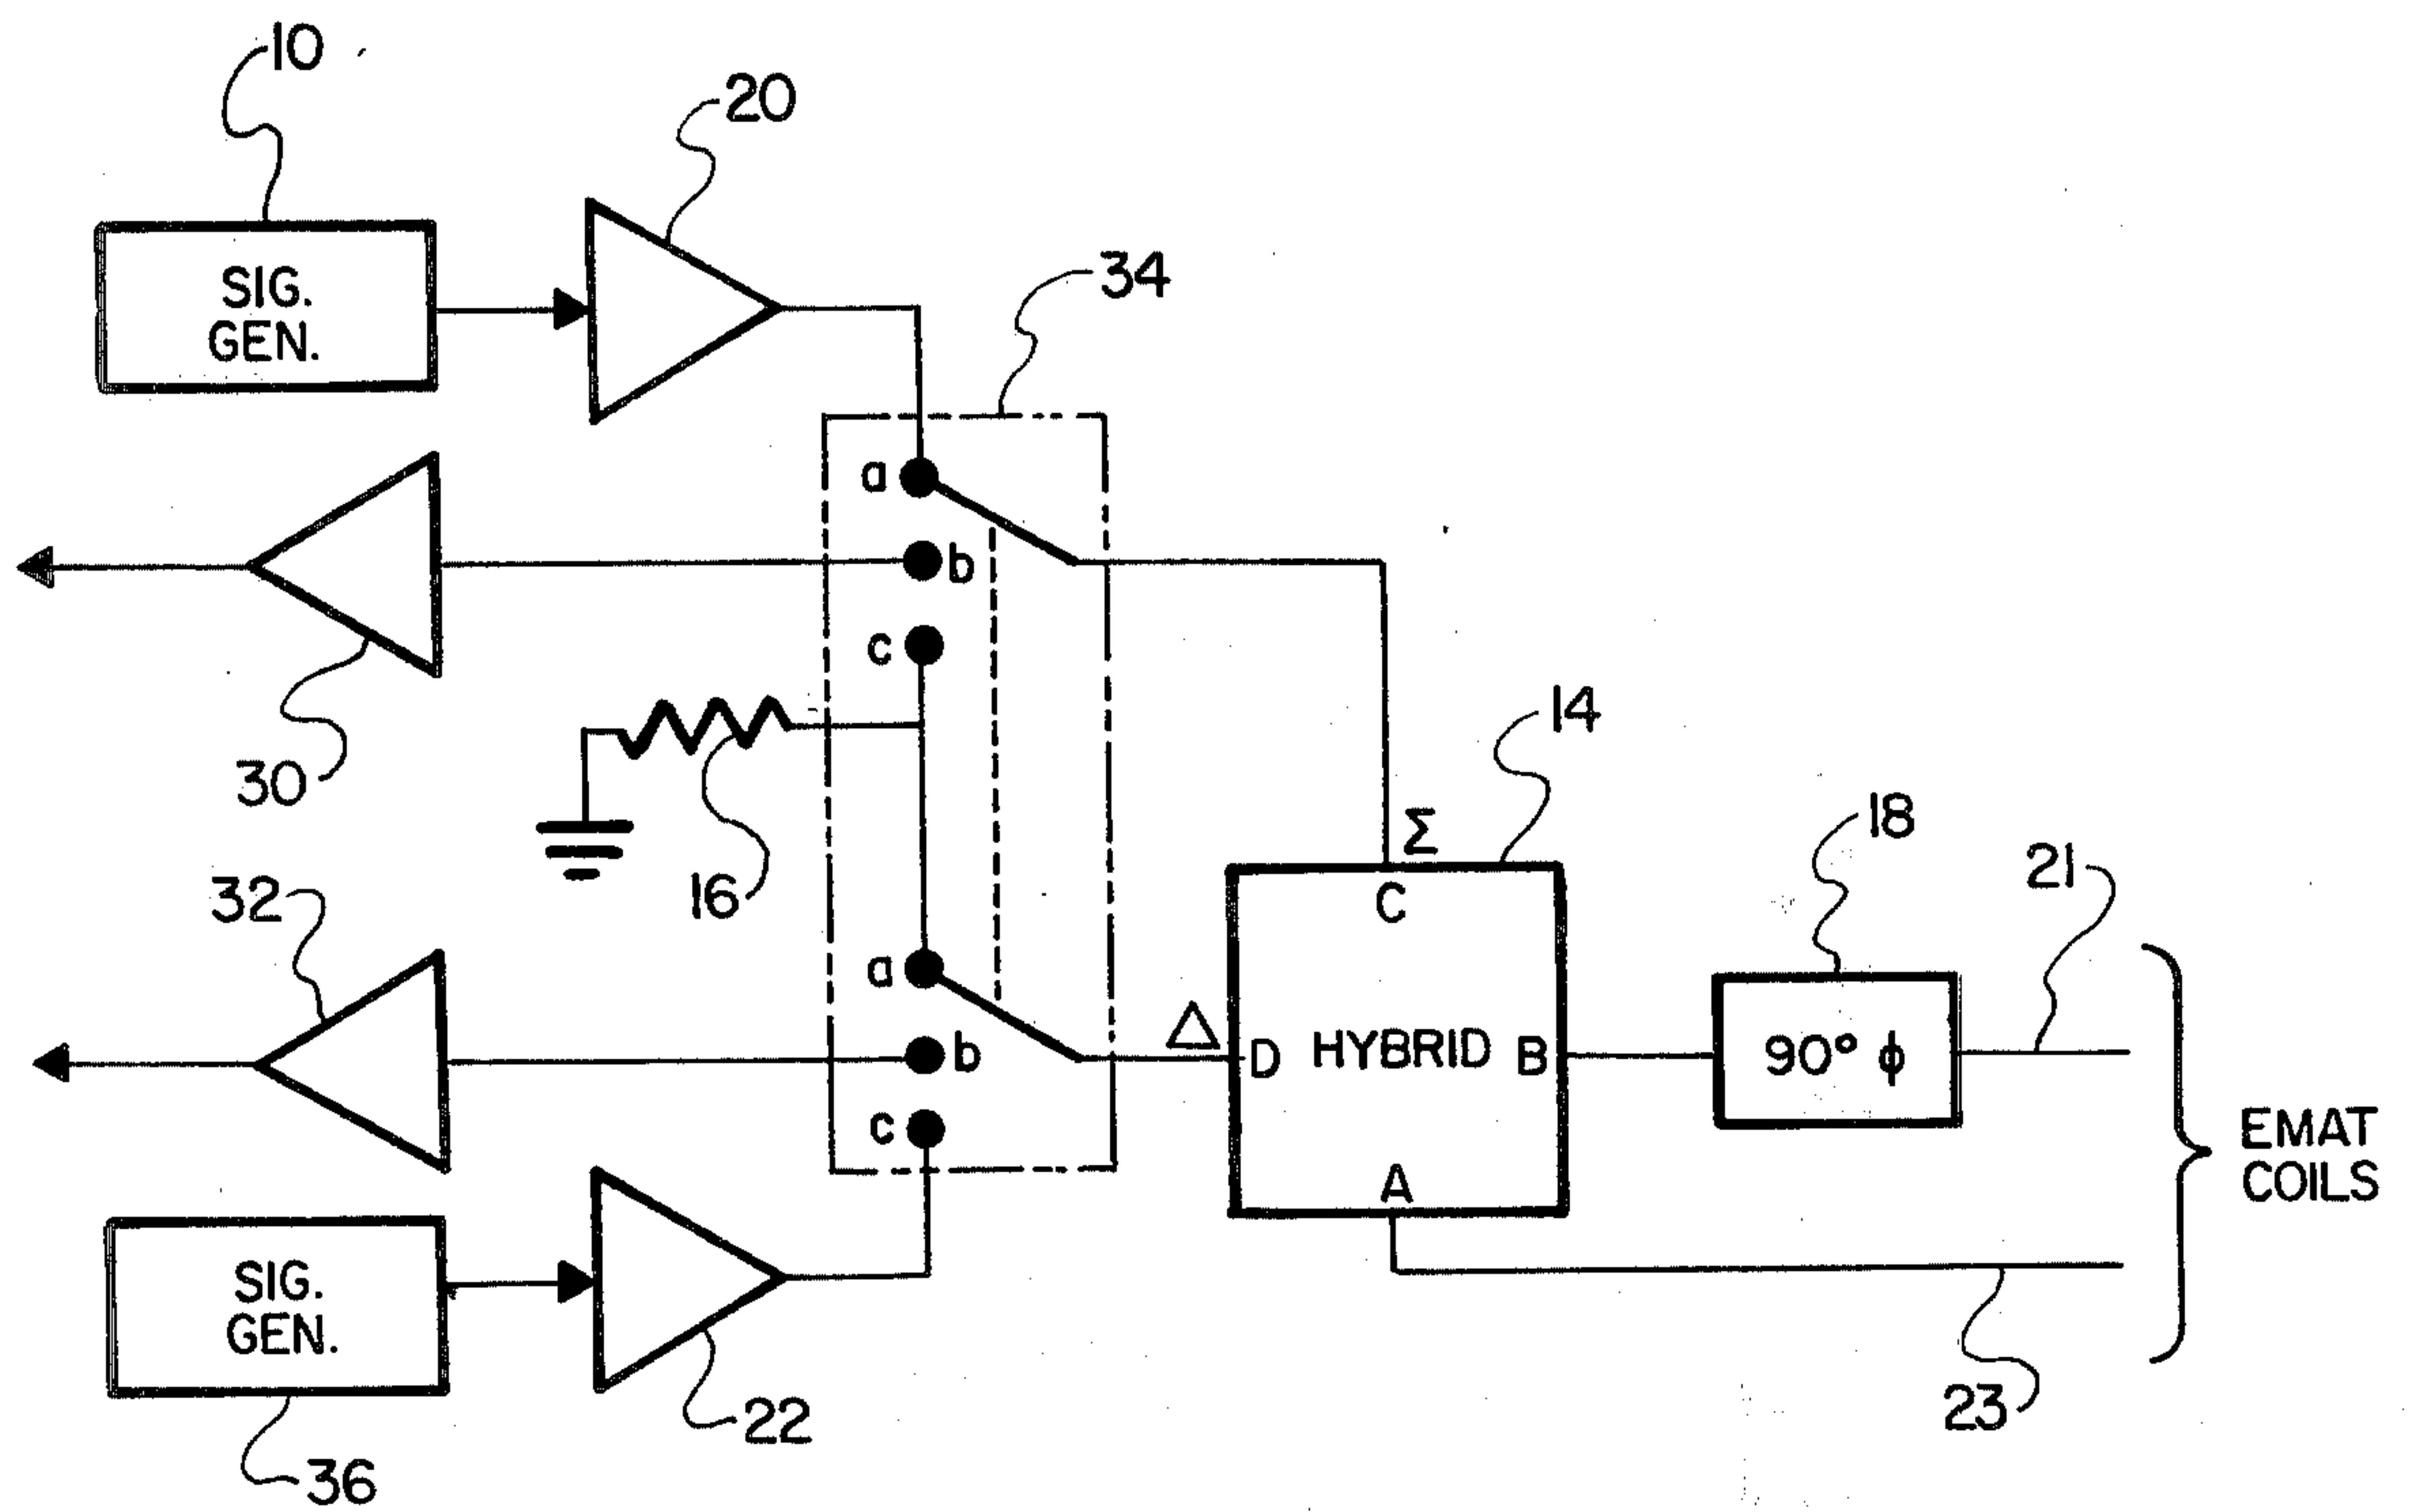 10
20
SIG.
GEN.
34
a
b
c
30
14
Σ
18
16
21
32
C
a
Δ
D HYBRID B
90° ϕ
b
c
A
EMAT
COILS
SIG.
GEN.
22
23
36